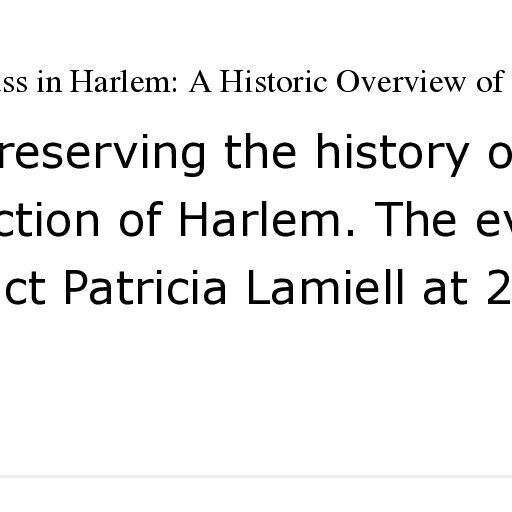 ss in Harlem: A Historic Overview of
reserving the history o
ction of Harlem. The ev
ct Patricia Lamiell at 2